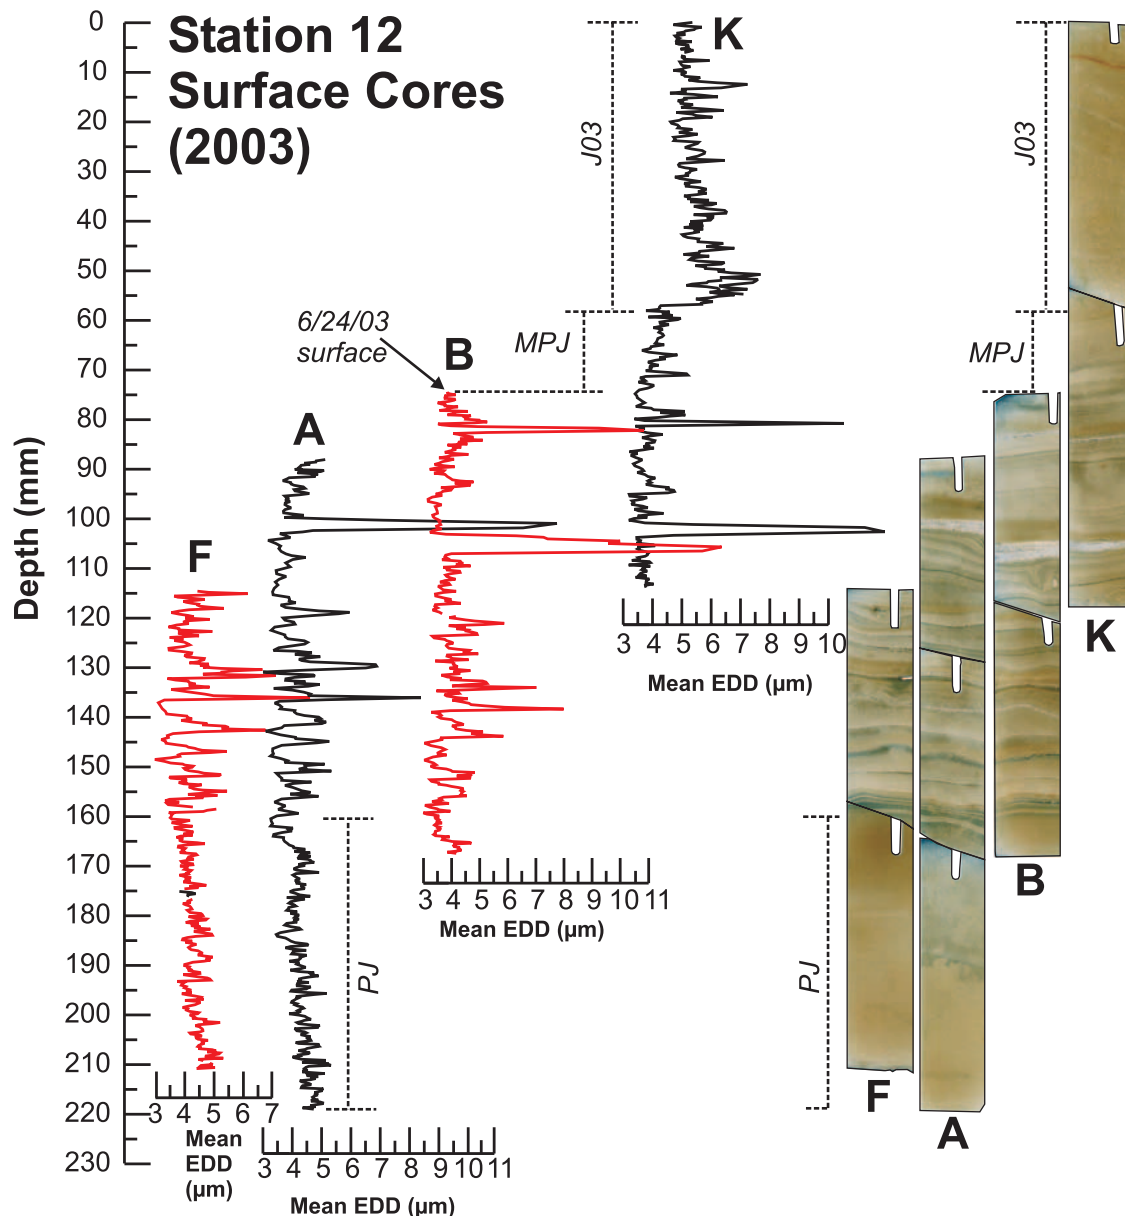 Station 12
Surface Cores
(2003)
K
J03
J03
6/24/03
surface
B
MPJ
MPJ
A
F
Depth (mm)
0
10
20
30
40
50
60
70
80
90
100
110
120
130
140
150
160
170
180
190
200
210
220
230
3 4 5 6 7 8 9 10
Mean EDD (µm)
K
3 4 5 6 7 8 9 10 11
Mean EDD (µm)
B
PJ
PJ
3 4 5 6 7
Mean
EDD
(µm)
F
A
3 4 5 6 7 8 9 10 11
Mean EDD (µm)